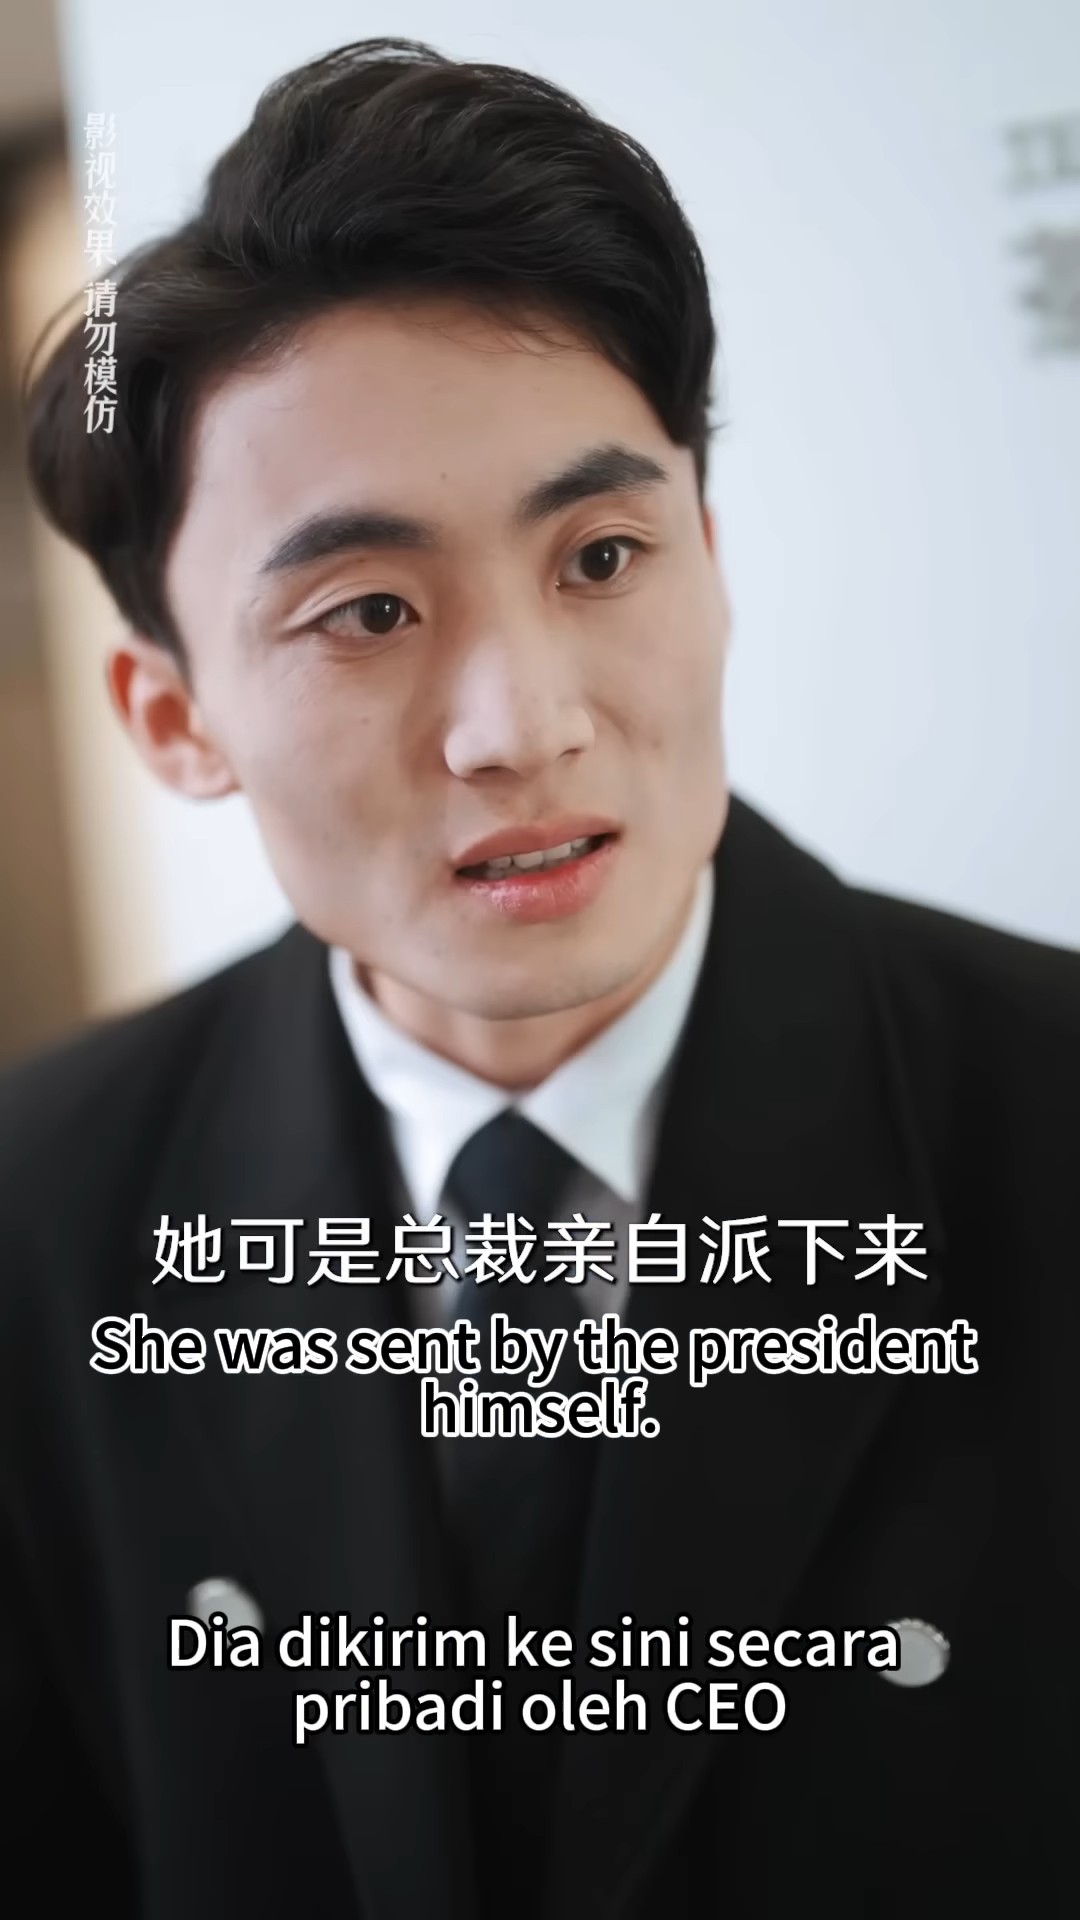 影视效果 请勿模仿
她可是总裁亲自派下来
She was sent by the president
himself.
Dia dikirim ke sini secara
pribadi oleh CEO